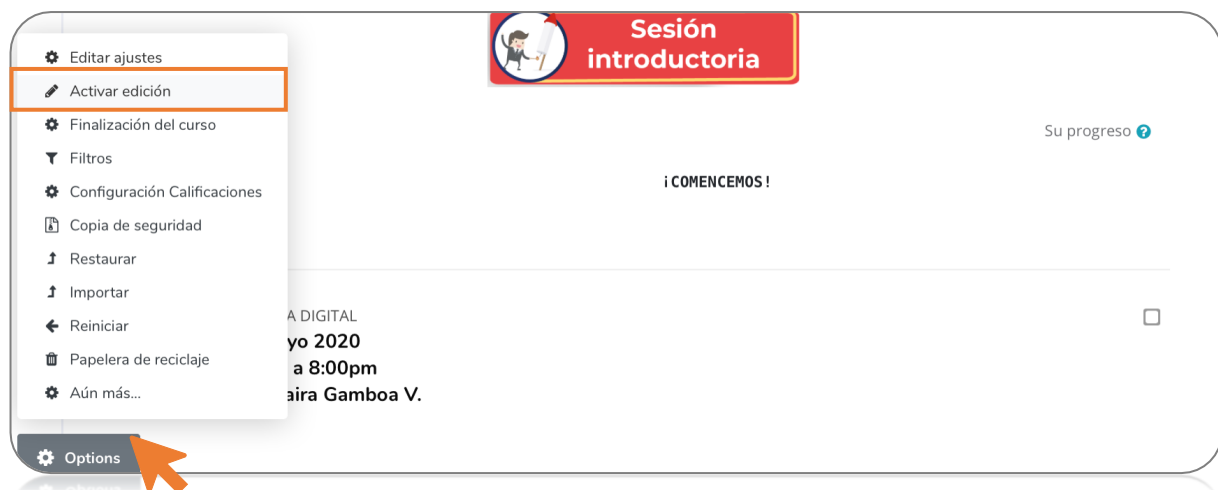 Sesión
introductoria
Editar ajustes
Activar edición
Finalización del curso
Filtros
Configuración Calificaciones
Copia de seguridad
Restaurar
Importar
Reiniciar
Papelera de reciclaje
Aún más...
Options
Su progreso
¡COMENCEMOS!
A DIGITAL
yo 2020
a 8:00pm
aira Gamboa V.